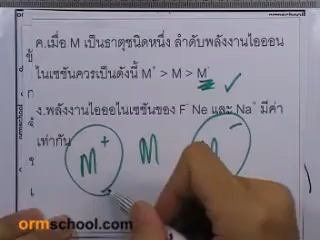 ค.เมื่อ M เป็นธาตุชนิดหนึ่ง ลำดับพลังงานไอออน
ไนเซชันควรเป็นดังนี้ M⁺ > M > M⁻
ง.พลังงานไอออไนเซชันของ F⁻ Ne และ Na⁺ มีค่า
เท่ากัน
M⁺ M
ormschool.com